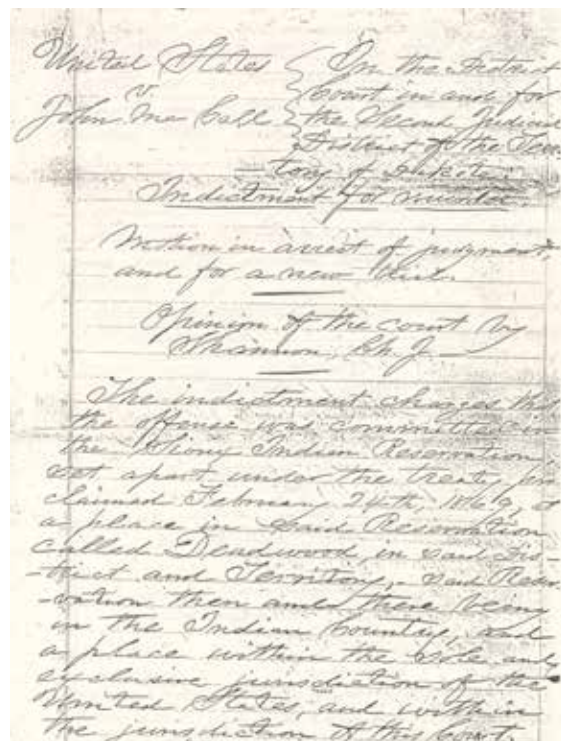 United States { In the District
v. Court in and for
John McCall the Second Judicial
District of the Terri-
tory of Dakota.
Indictment for murder.
Motion in arrest of judgment,
and for a new trial.
Opinion of the court by
Shannon, Ch. J.
The indictment charges that
the offense was committed in
the Sioux Indian Reservation,
set apart under the treaty pro-
claimed February 24th, 1869, at
a place in said Reservation
called Deadwood, in said Dis-
-trict and Territory,- said Reser-
-vation then and there being
in the Indian Country, and
a place within the sole and
exclusive jurisdiction of the
United States, and within
the jurisdiction of this Court.